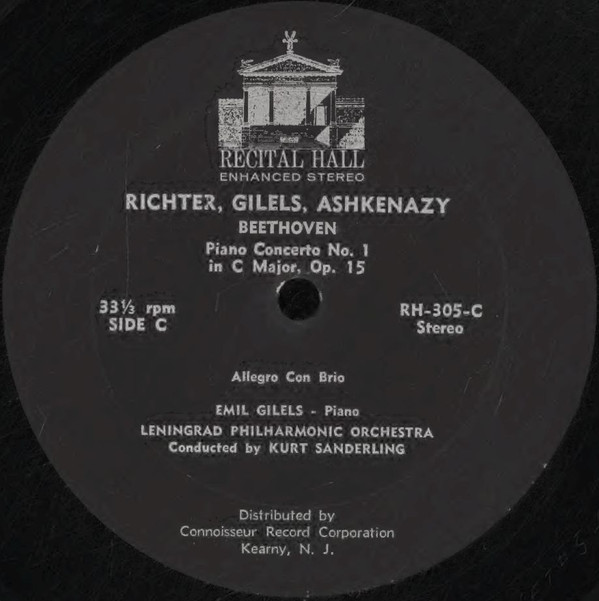 RECITAL HALL
ENHANCED STEREO
RICHTER, GILELS, ASHKENAZY
BEETHOVEN
Piano Concerto No. 1
in C Major, Op. 15
33⅓ rpm
SIDE C
RH-305-C
Stereo
Allegro Con Brio
EMIL GILELS - Piano
LENINGRAD PHILHARMONIC ORCHESTRA
Conducted by KURT SANDERLING
Distributed by
Connoisseur Record Corporation
Kearny, N. J.